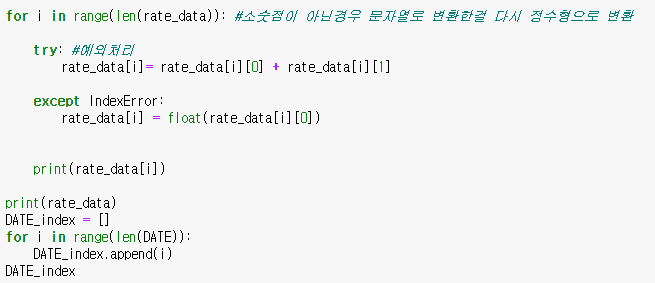 for i in range(len(rate_data)): #소숫점이 아닌경우 문자열로 변환한걸 다시 정수형으로 변환
try: #예외처리
rate_data[i]= rate_data[i][0] + rate_data[i][1]
except IndexError:
rate_data[i] = float(rate_data[i][0])
print(rate_data[i])
print(rate_data)
DATE_index = []
for i in range(len(DATE)):
DATE_index.append(i)
DATE_index